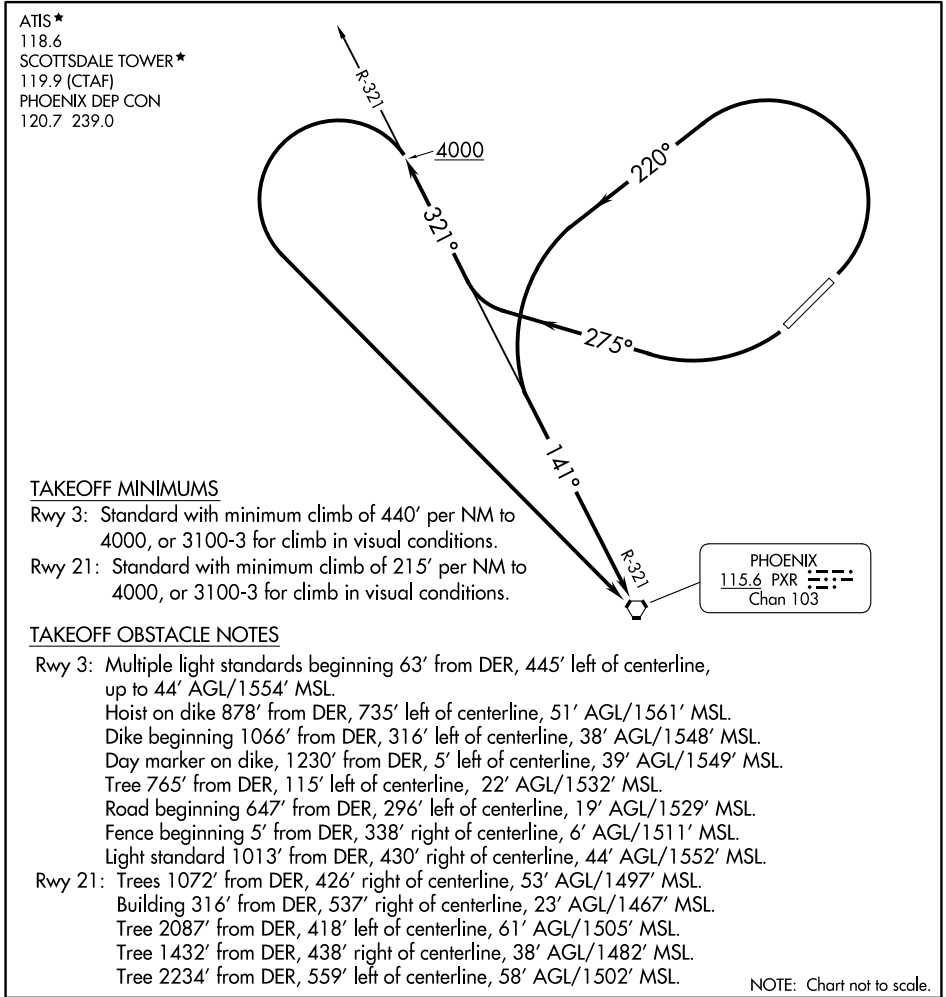 ATIS★
118.6
SCOTTSDALE TOWER★
119.9 (CTAF)
PHOENIX DEP CON
120.7 239.0
R-321
4000
220°
321°
275°
141°
R-321
PHOENIX
115.6 PXR
Chan 103
TAKEOFF MINIMUMS
Rwy 3: Standard with minimum climb of 440' per NM to
4000, or 3100-3 for climb in visual conditions.
Rwy 21: Standard with minimum climb of 215' per NM to
4000, or 3100-3 for climb in visual conditions.
TAKEOFF OBSTACLE NOTES
Rwy 3: Multiple light standards beginning 63' from DER, 445' left of centerline,
up to 44' AGL/1554' MSL.
Hoist on dike 878' from DER, 735' left of centerline, 51' AGL/1561' MSL.
Dike beginning 1066' from DER, 316' left of centerline, 38' AGL/1548' MSL.
Day marker on dike, 1230' from DER, 5' left of centerline, 39' AGL/1549' MSL.
Tree 765' from DER, 115' left of centerline, 22' AGL/1532' MSL.
Road beginning 647' from DER, 296' left of centerline, 19' AGL/1529' MSL.
Fence beginning 5' from DER, 338' right of centerline, 6' AGL/1511' MSL.
Light standard 1013' from DER, 430' right of centerline, 44' AGL/1552' MSL.
Rwy 21: Trees 1072' from DER, 426' right of centerline, 53' AGL/1497' MSL.
Building 316' from DER, 537' right of centerline, 23' AGL/1467' MSL.
Tree 2087' from DER, 418' left of centerline, 61' AGL/1505' MSL.
Tree 1432' from DER, 438' right of centerline, 38' AGL/1482' MSL.
Tree 2234' from DER, 559' left of centerline, 58' AGL/1502' MSL.
NOTE: Chart not to scale.